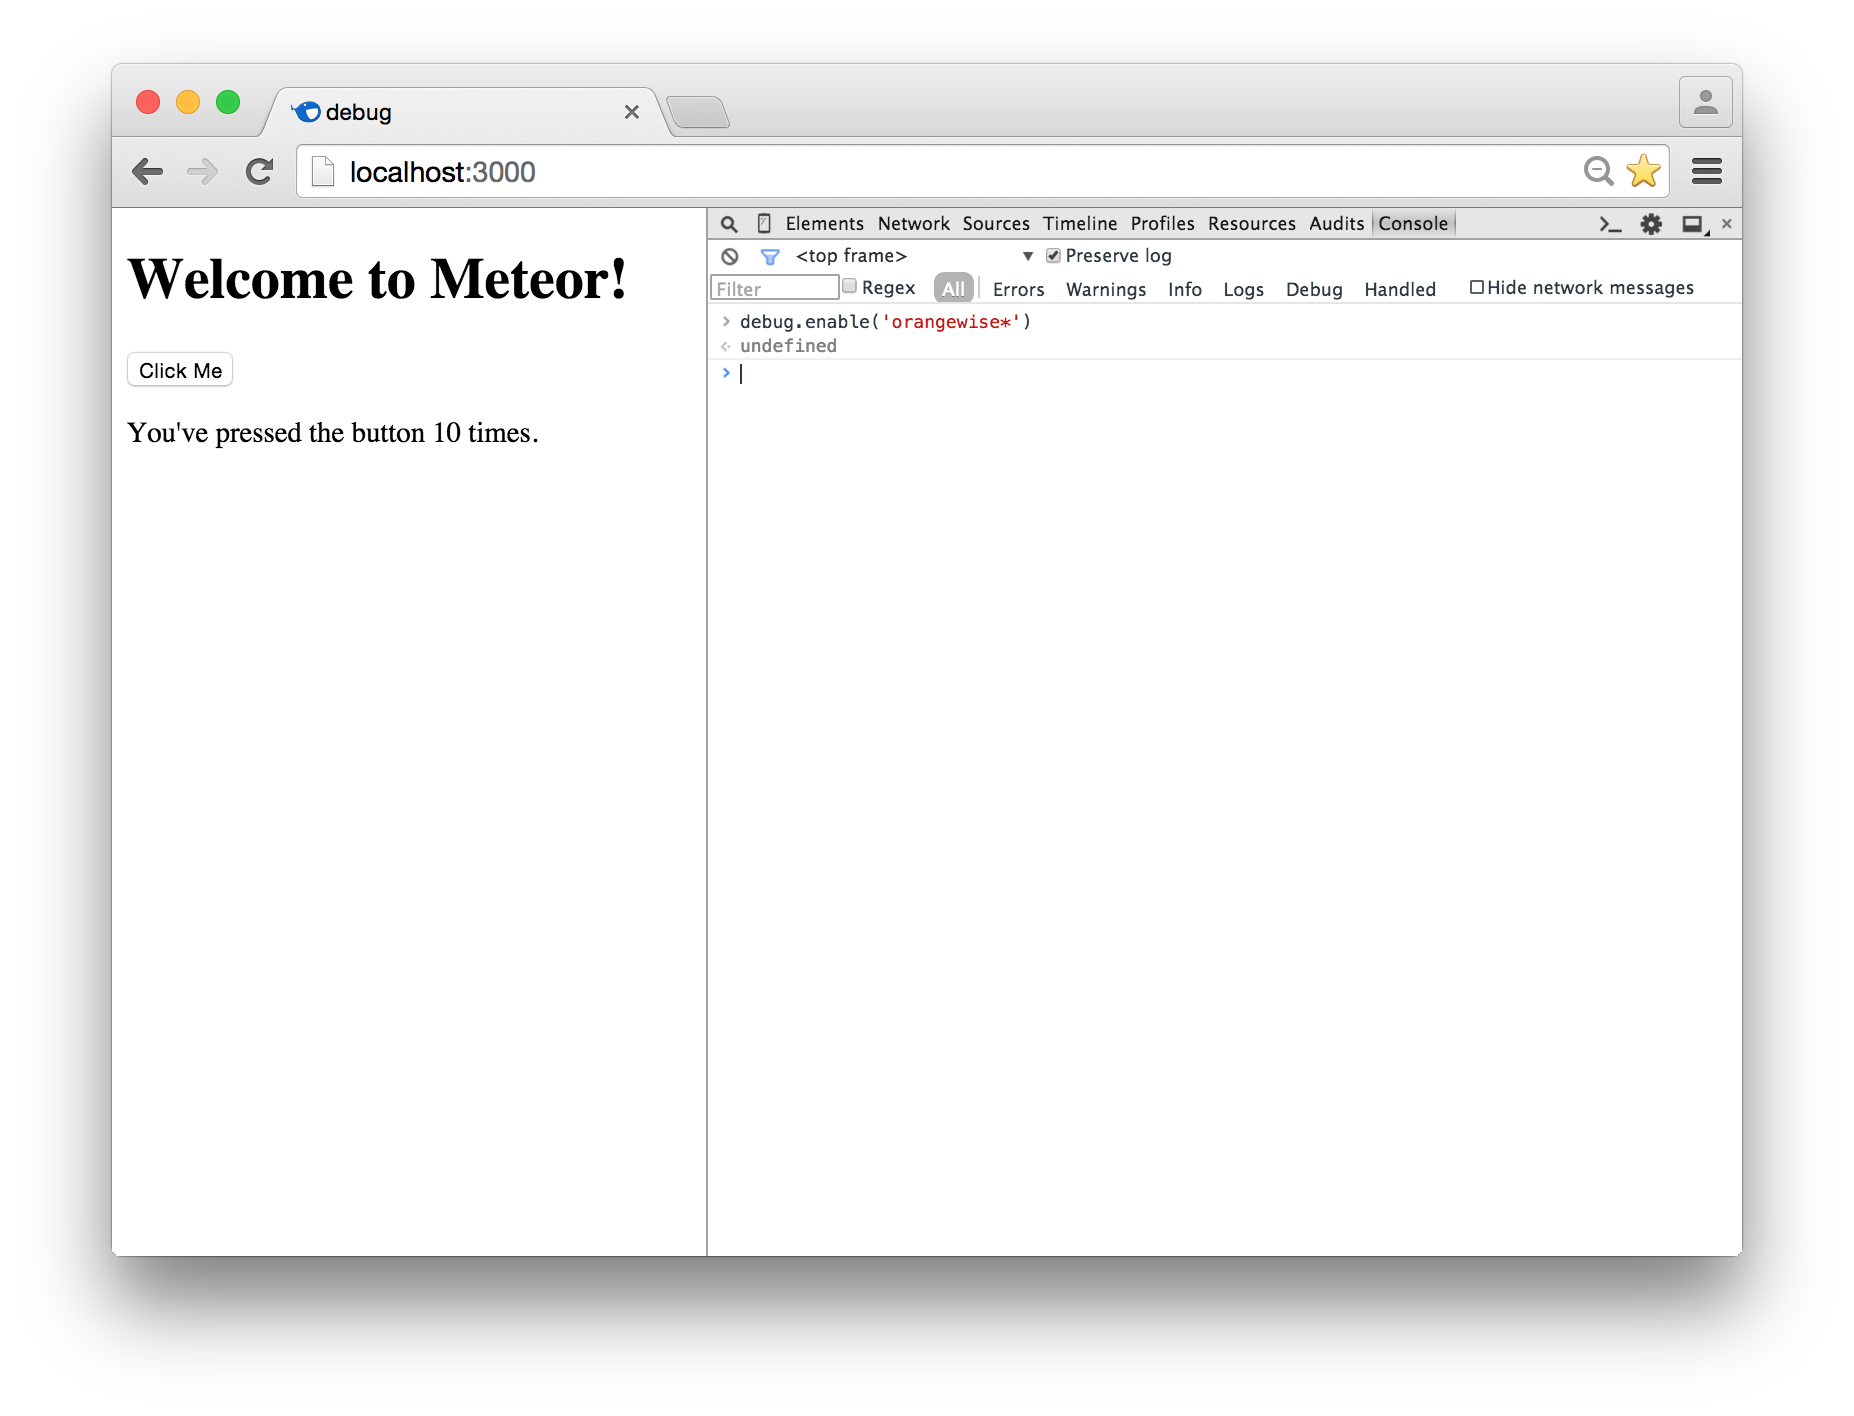 debug
localhost:3000
Welcome to Meteor!
Click Me
You've pressed the button 10 times.
Elements Network Sources Timeline Profiles Resources Audits Console
<top frame> Preserve log
Filter Regex All Errors Warnings Info Logs Debug Handled Hide network messages
debug.enable('orangewise*')
undefined